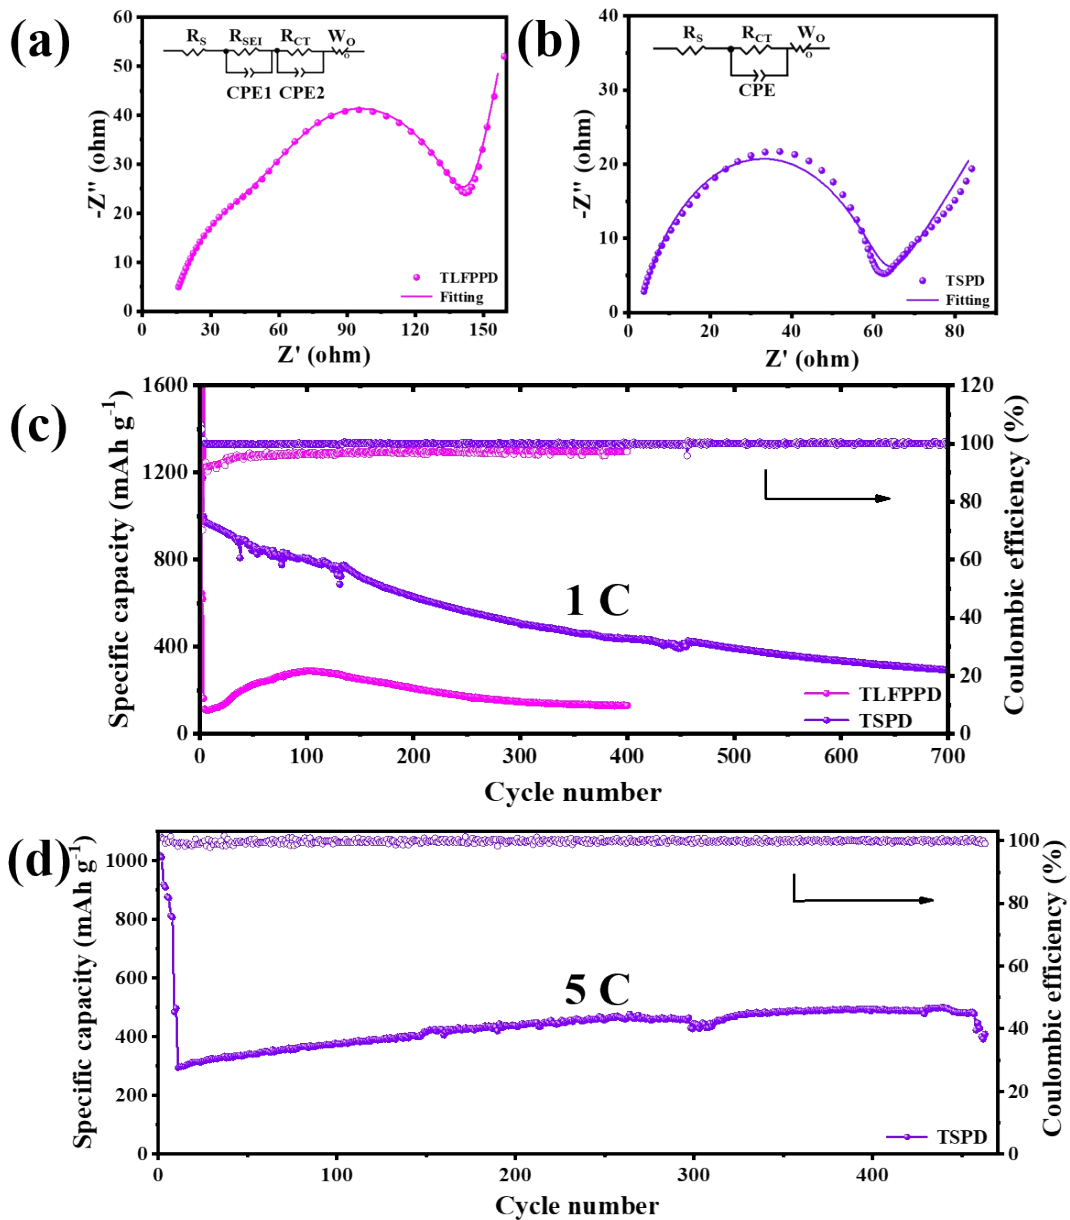 (a)
R_S R_SEI R_CT W_O
CPE1 CPE2
60
50
40
30
20
10
0
-Z'' (ohm)
TLFPPD
Fitting
0 30 60 90 120 150
Z' (ohm)
(b)
R_S R_CT W_O
CPE
40
30
20
10
0
-Z'' (ohm)
TSPD
Fitting
0 20 40 60 80
Z' (ohm)
(c)
1600
1200
800
400
0
Specific capacity (mAh g^-1)
1 C
TLFPPD
TSPD
120
100
80
60
40
20
0
Coulombic efficiency (%)
0 100 200 300 400 500 600 700
Cycle number
(d)
1000
800
600
400
200
0
Specific capacity (mAh g^-1)
5 C
TSPD
100
80
60
40
20
0
Coulombic efficiency (%)
0 100 200 300 400
Cycle number